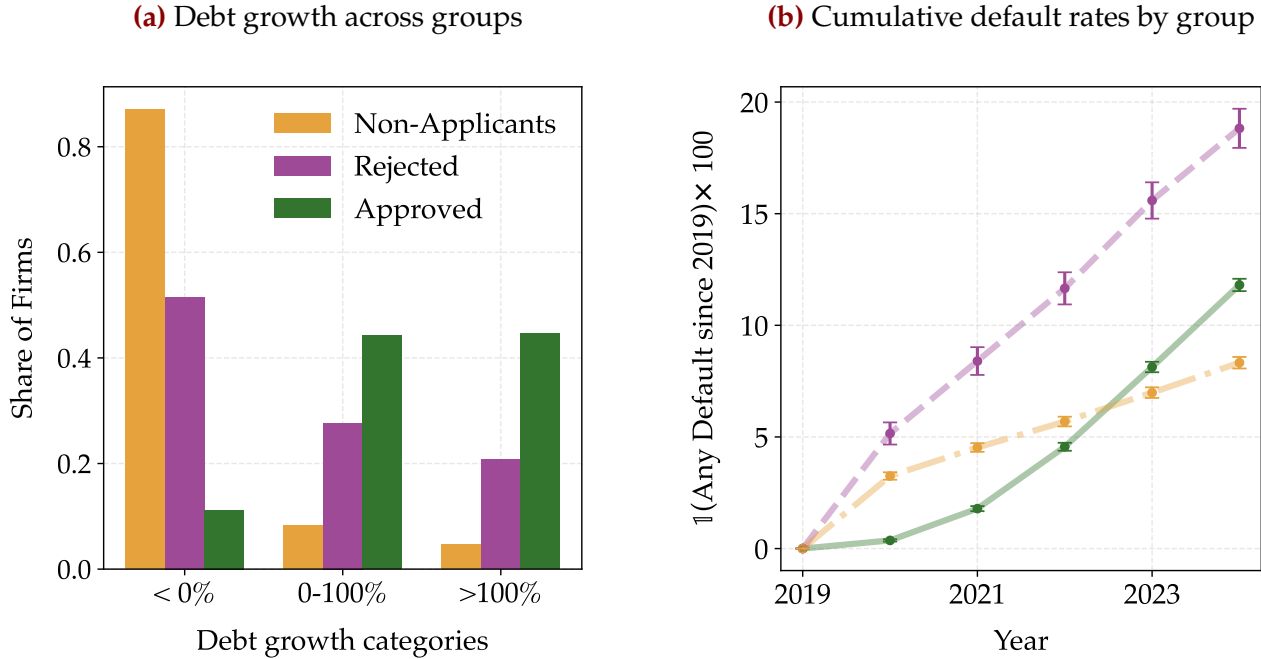 (a) Debt growth across groups
Share of Firms
0.8
0.6
0.4
0.2
0.0
Non-Applicants
Rejected
Approved
< 0%
0-100%
>100%
Debt growth categories
(b) Cumulative default rates by group
𝟙(Any Default since 2019)× 100
20
15
10
5
0
2019
2021
2023
Year